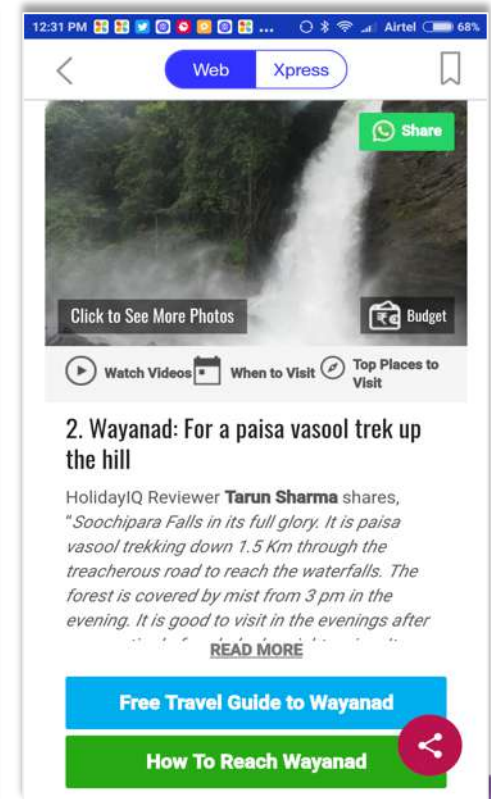 12:31 PM ... Airtel 68%
Web Xpress
Share
Click to See More Photos
Budget
Watch Videos When to Visit Top Places to
Visit
2. Wayanad: For a paisa vasool trek up
the hill
HolidayIQ Reviewer Tarun Sharma shares,
"Soochipara Falls in its full glory. It is paisa
vasool trekking down 1.5 Km through the
treacherous road to reach the waterfalls. The
forest is covered by mist from 3 pm in the
evening. It is good to visit in the evenings after
READ MORE
Free Travel Guide to Wayanad
How To Reach Wayanad